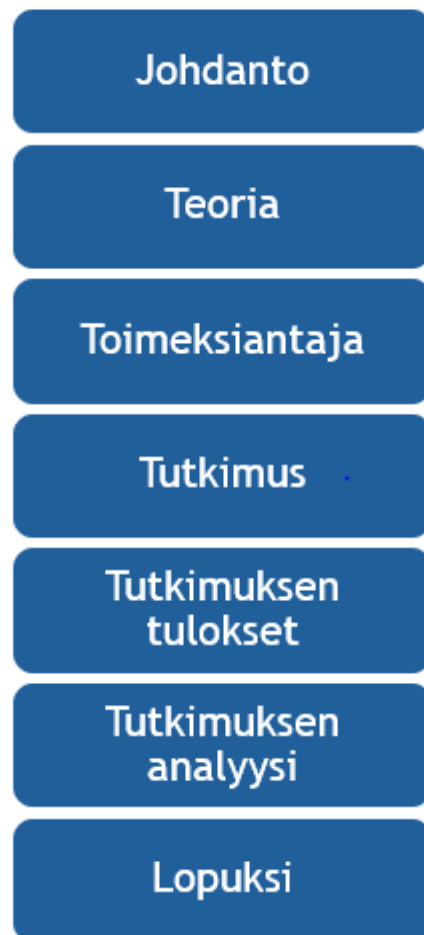 Johdanto
Teoria
Toimeksiantaja
Tutkimus
Tutkimuksen
tulokset
Tutkimuksen
analyysi
Lopuksi